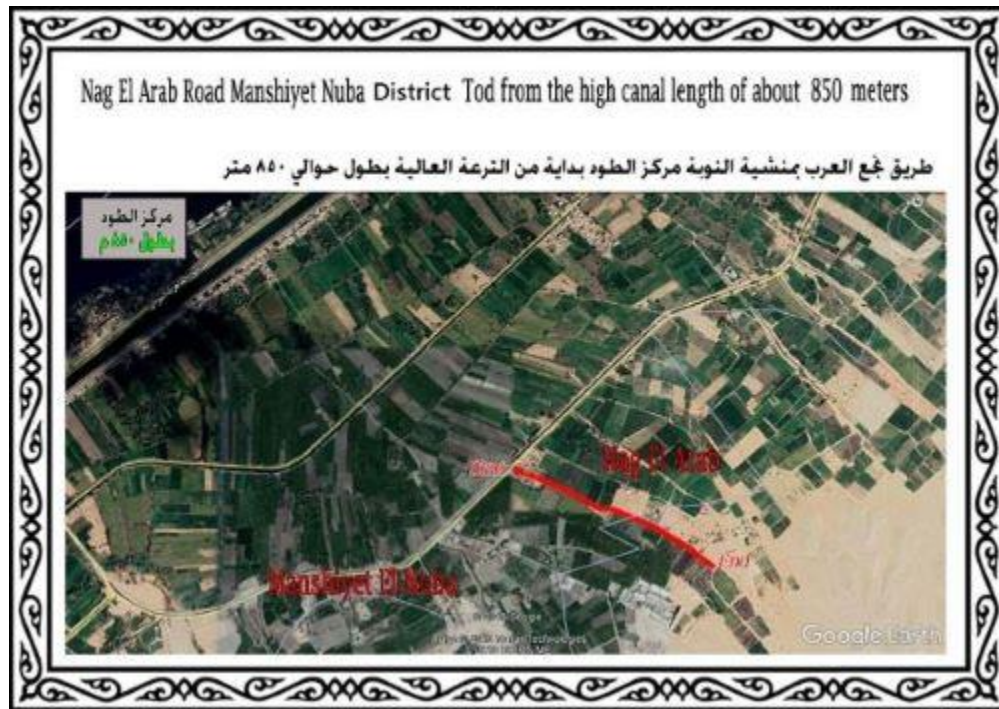 Nag El Arab Road Manshiyet Nuba District Tod from the high canal length of about 850 meters
طريق نجع العرب بمنشية النوبة مركز الطود بداية من الترعة العالية بطول حوالي ٨٥٠ متر
مركز الطود
بطول ٨٥٠م
Nag El Arab
End
Manshiyet El Nuba
Google Earth